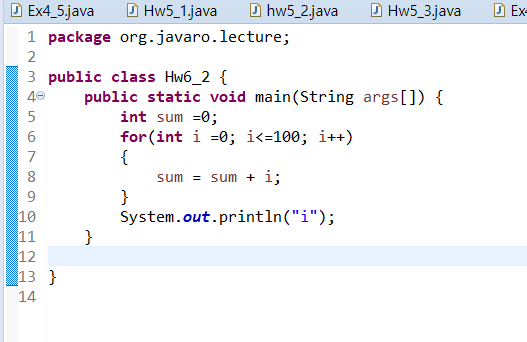 Ex4_5.java Hw5_1.java hw5_2.java Hw5_3.java
1 package org.javaro.lecture;
2
3 public class Hw6_2 {
4 public static void main(String args[]) {
5 int sum =0;
6 for(int i =0; i<=100; i++)
7 {
8 sum = sum + i;
9 }
10 System.out.println("i");
11 }
12
13 }
14